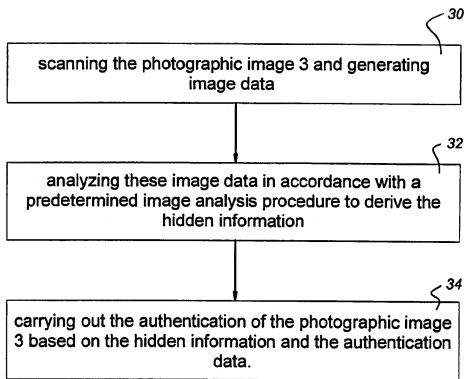 30
scanning the photographic image 3 and generating
image data
32
analyzing these image data in accordance with a
predetermined image analysis procedure to derive the
hidden information
34
carrying out the authentication of the photographic image
3 based on the hidden information and the authentication
data.